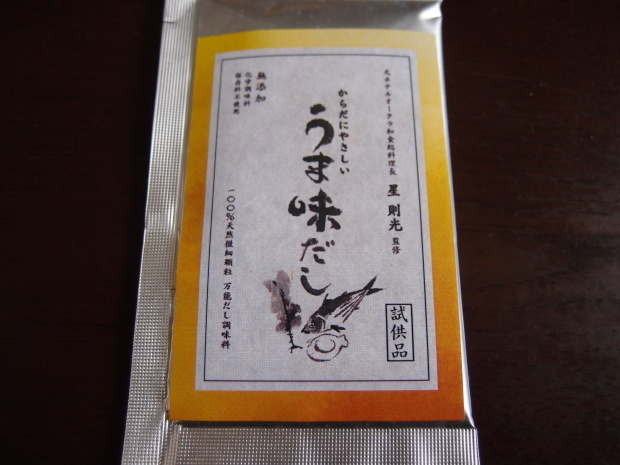 元ホテルオークラ和食総料理長 星 則光 監修
からだにやさしい
うま味だし
無添加
化学調味料
保存料不使用
一〇〇%天然微細顆粒 万能だし調味料
試供品